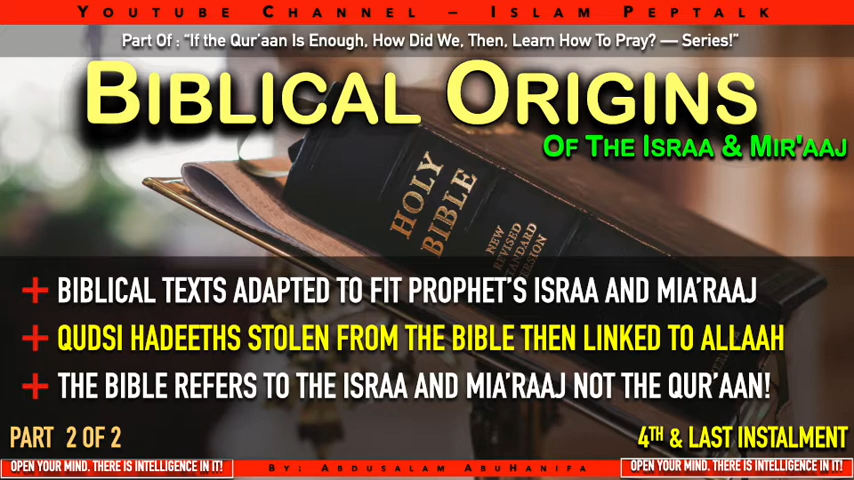 YOUTUBE CHANNEL – ISLAM PEPTALK
Part Of : "If the Qur'aan Is Enough, How Did We, Then, Learn How To Pray? — Series!"
BIBLICAL ORIGINS
OF THE ISRAA & MIR'AAJ
HOLY
BIBLE
NEW
REVISED
STANDARD
VERSION
+ BIBLICAL TEXTS ADAPTED TO FIT PROPHET'S ISRAA AND MIA'RAAJ
+ QUDSI HADEETHS STOLEN FROM THE BIBLE THEN LINKED TO ALLAAH
+ THE BIBLE REFERS TO THE ISRAA AND MIA'RAAJ NOT THE QUR'AAN!
PART 2 OF 2
4TH & LAST INSTALMENT
OPEN YOUR MIND. THERE IS INTELLIGENCE IN IT!
BY: ABDUSALAM ABUHANIFA
OPEN YOUR MIND. THERE IS INTELLIGENCE IN IT!